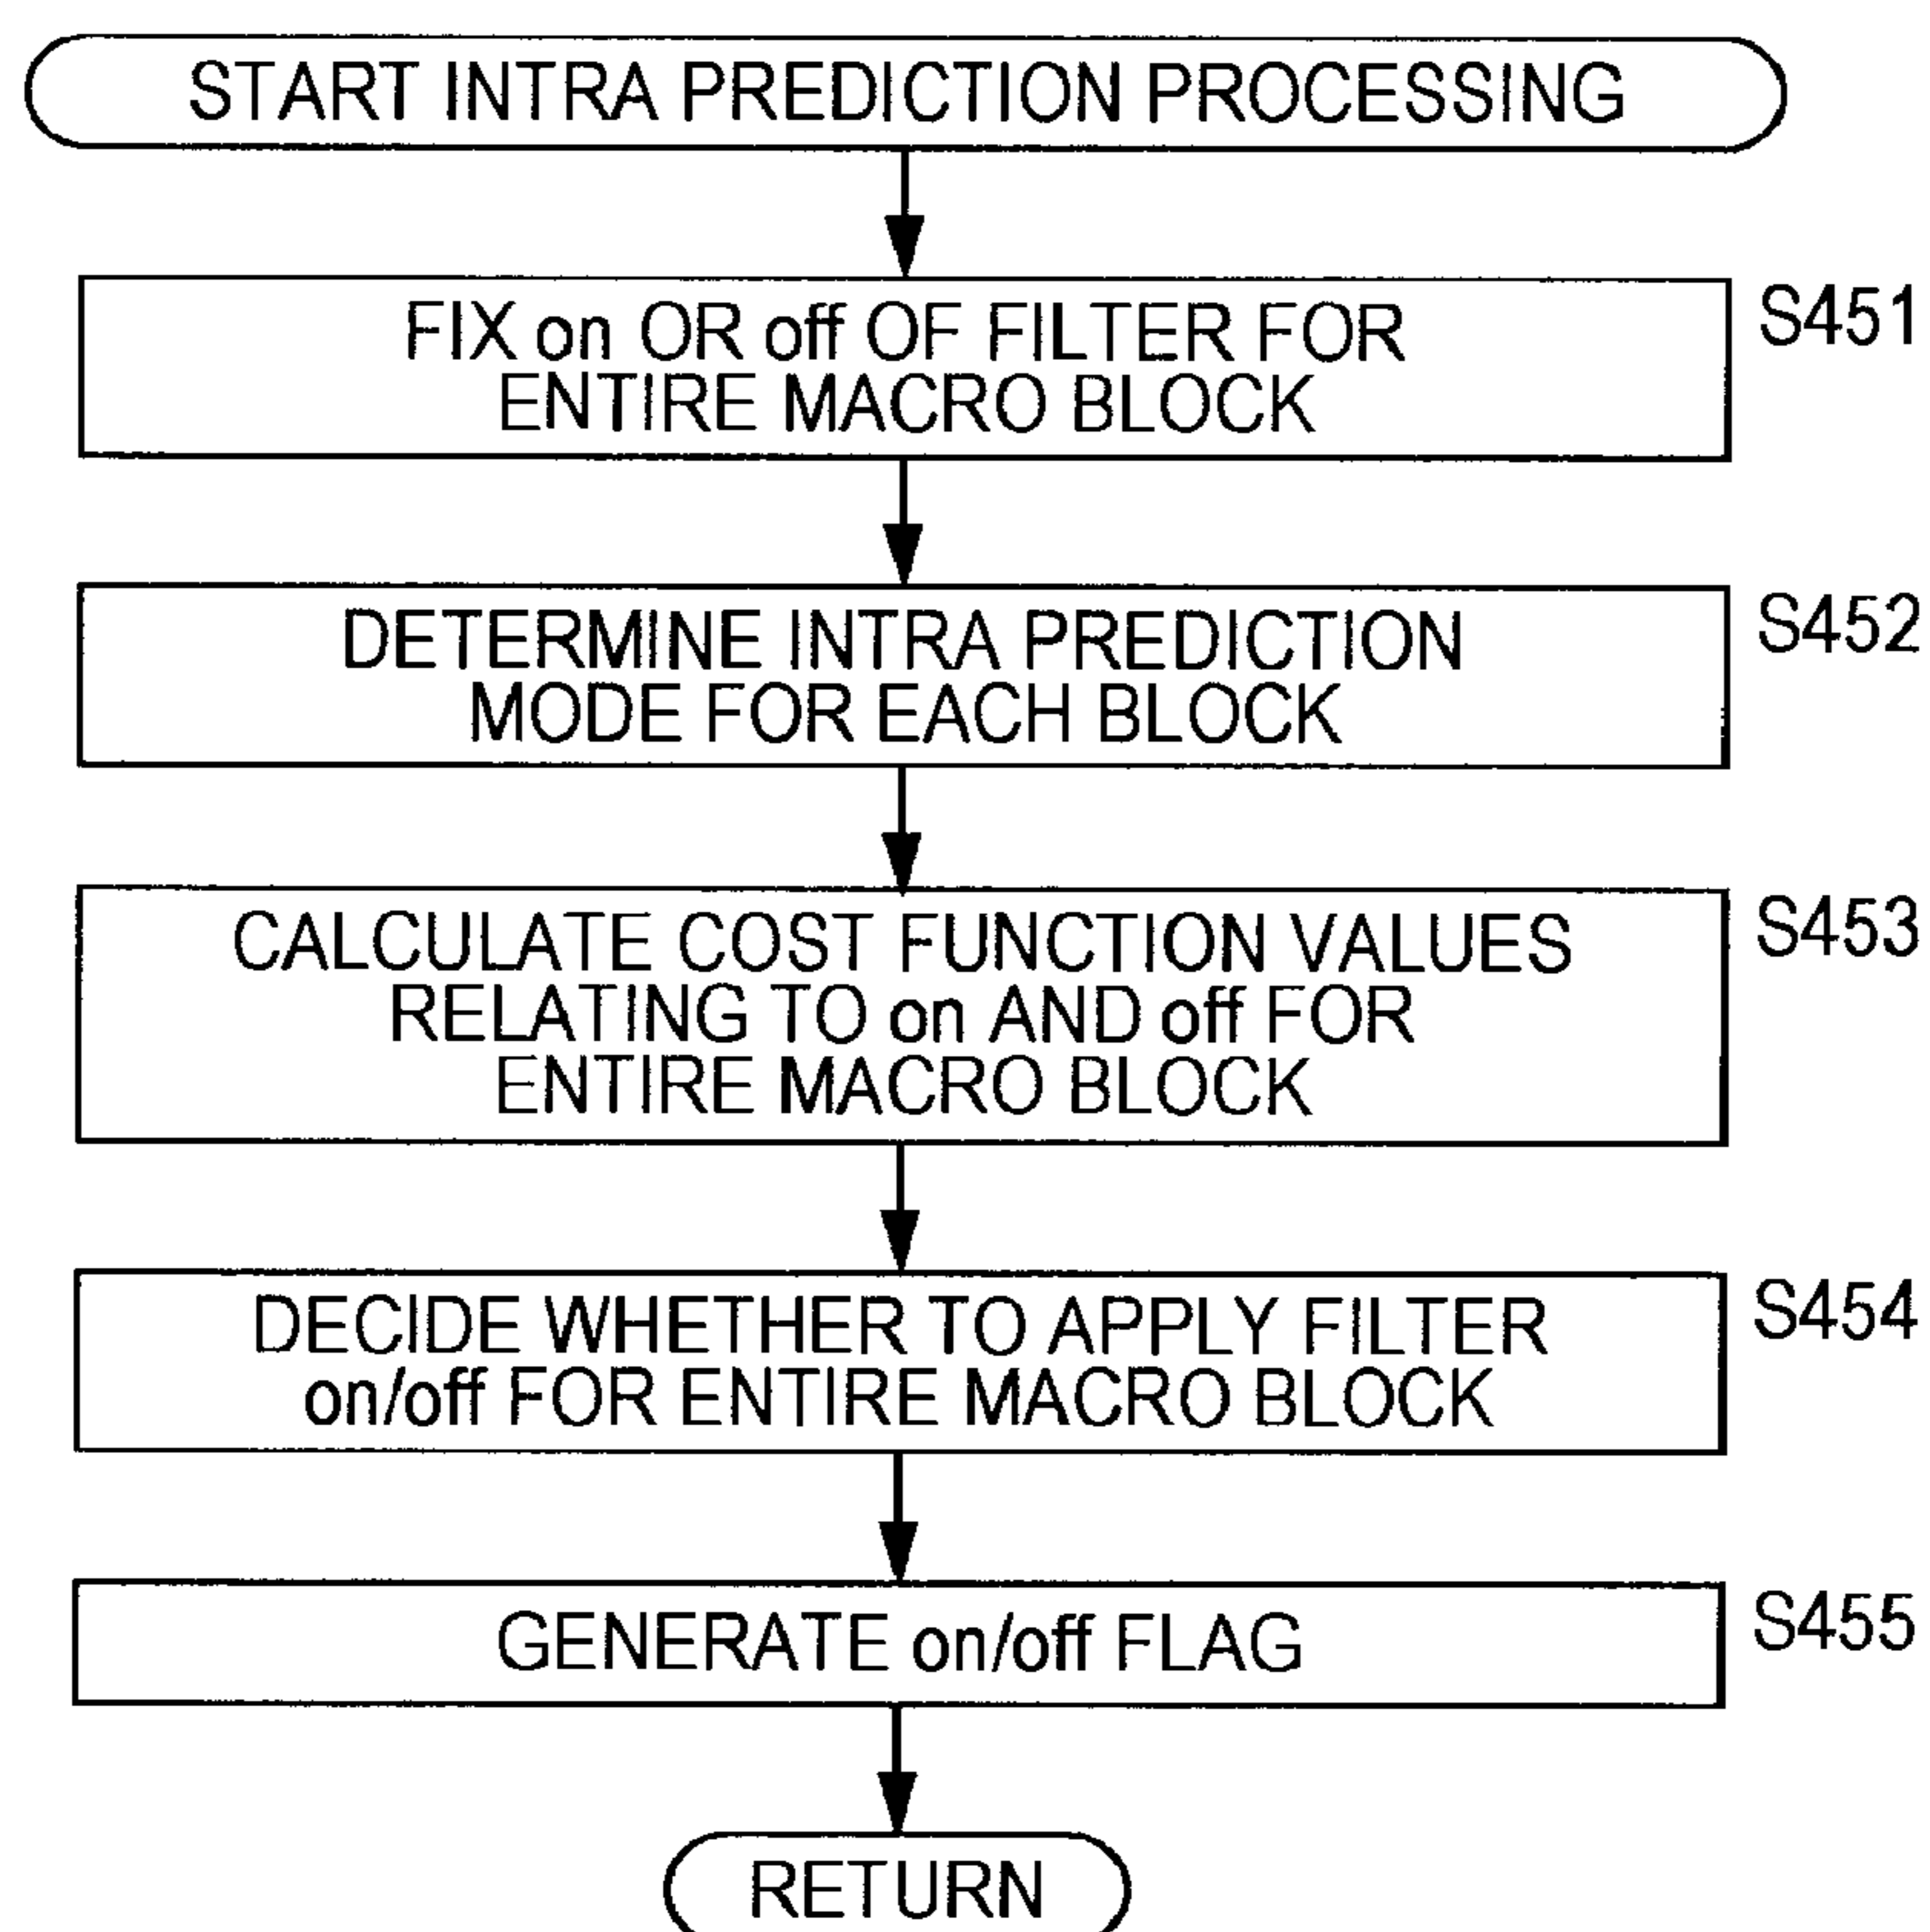 START INTRA PREDICTION PROCESSING
FIX on OR off OF FILTER FOR
ENTIRE MACRO BLOCK
S451
DETERMINE INTRA PREDICTION
MODE FOR EACH BLOCK
S452
CALCULATE COST FUNCTION VALUES
RELATING TO on AND off FOR
ENTIRE MACRO BLOCK
S453
DECIDE WHETHER TO APPLY FILTER
on/off FOR ENTIRE MACRO BLOCK
S454
GENERATE on/off FLAG
S455
RETURN